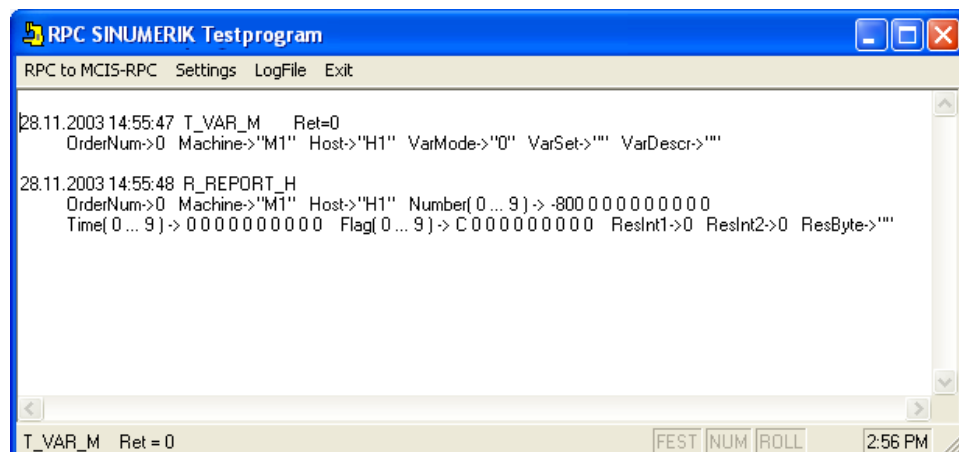 RPC SINUMERIK Testprogram
RPC to MCIS-RPC Settings LogFile Exit
28.11.2003 14:55:47 T_VAR_M Ret=0
OrderNum->0 Machine->"M1" Host->"H1" VarMode->"0" VarSet->"" VarDescr->""
28.11.2003 14:55:48 R_REPORT_H
OrderNum->0 Machine->"M1" Host->"H1" Number( 0 ... 9 ) -> -800 0 0 0 0 0 0 0 0 0
Time( 0 ... 9 ) -> 0 0 0 0 0 0 0 0 0 0 Flag( 0 ... 9 ) -> C 0 0 0 0 0 0 0 0 0 ResInt1->0 ResInt2->0 ResByte->""
T_VAR_M Ret = 0
FEST NUM ROLL 2:56 PM